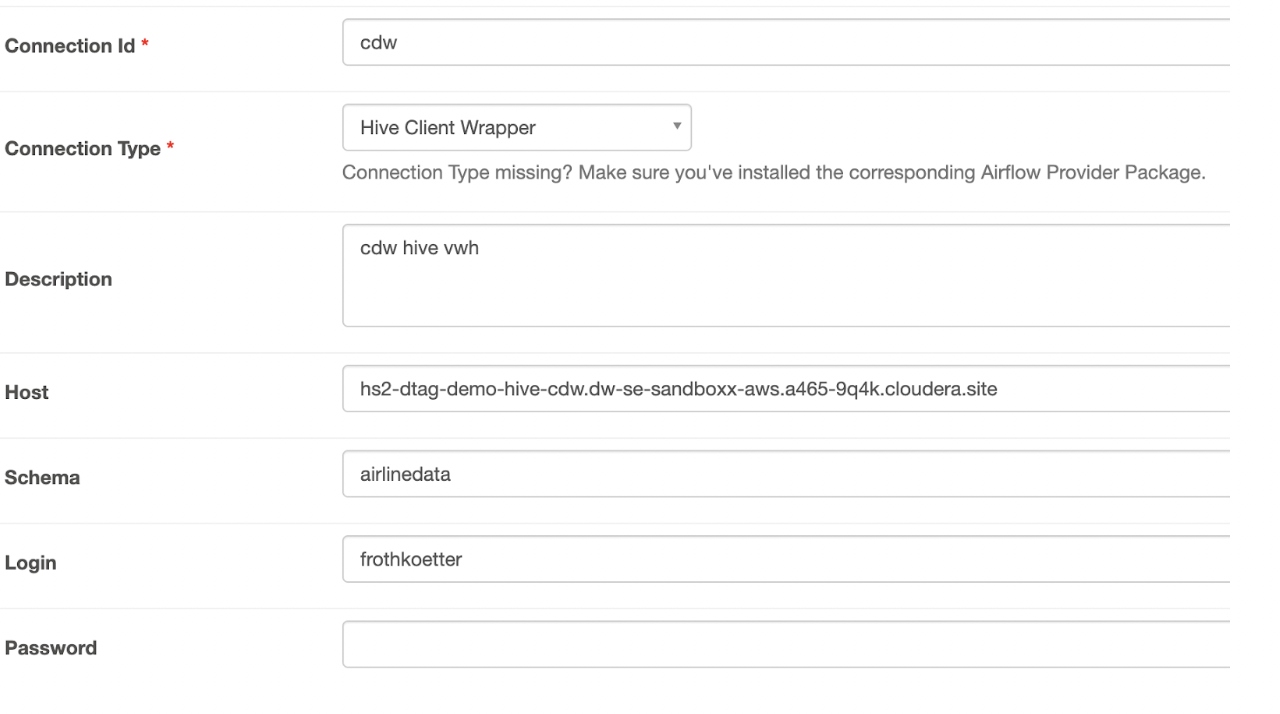 Connection Id *
cdw
Connection Type *
Hive Client Wrapper
Connection Type missing? Make sure you've installed the corresponding Airflow Provider Package.
Description
cdw hive vwh
Host
hs2-dtag-demo-hive-cdw.dw-se-sandboxx-aws.a465-9q4k.cloudera.site
Schema
airlinedata
Login
frothkoetter
Password